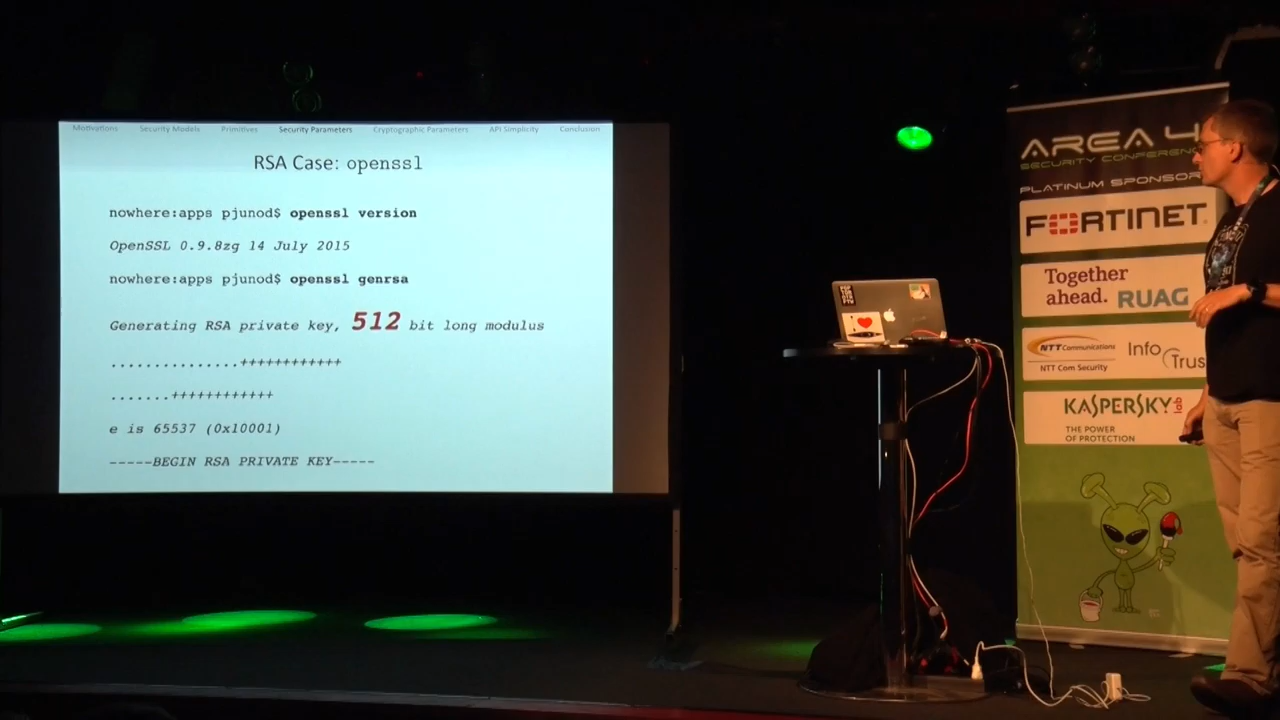 Motivations Security Models Primitives Security Parameters Cryptographic Parameters API Simplicity Conclusion
RSA Case: openssl
nowhere:apps pjunod$ openssl version
OpenSSL 0.9.8zg 14 July 2015
nowhere:apps pjunod$ openssl genrsa
Generating RSA private key, 512 bit long modulus
...............++++++++++++
.......++++++++++++
e is 65537 (0x10001)
-----BEGIN RSA PRIVATE KEY-----
AREA 4
SECURITY CONFERENC
PLATINUM SPONSOR
FORTINET
Together
ahead. RUAG
NTT Communications
NTT Com Security
Info
Trus
KASPERSKY lab
THE POWER
OF PROTECTION